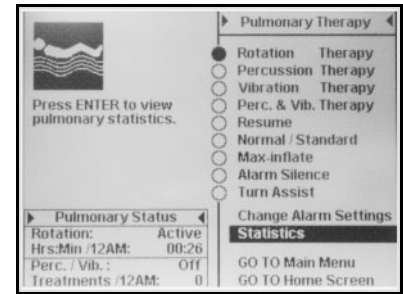 Press ENTER to view
pulmonary statistics.
Pulmonary Status
Rotation: Active
Hrs:Min /12AM: 00:26
Perc. / Vib. : Off
Treatments /12AM: 0
Pulmonary Therapy
Rotation Therapy
Percussion Therapy
Vibration Therapy
Perc. & Vib. Therapy
Resume
Normal / Standard
Max-inflate
Alarm Silence
Turn Assist
Change Alarm Settings
Statistics
GO TO Main Menu
GO TO Home Screen